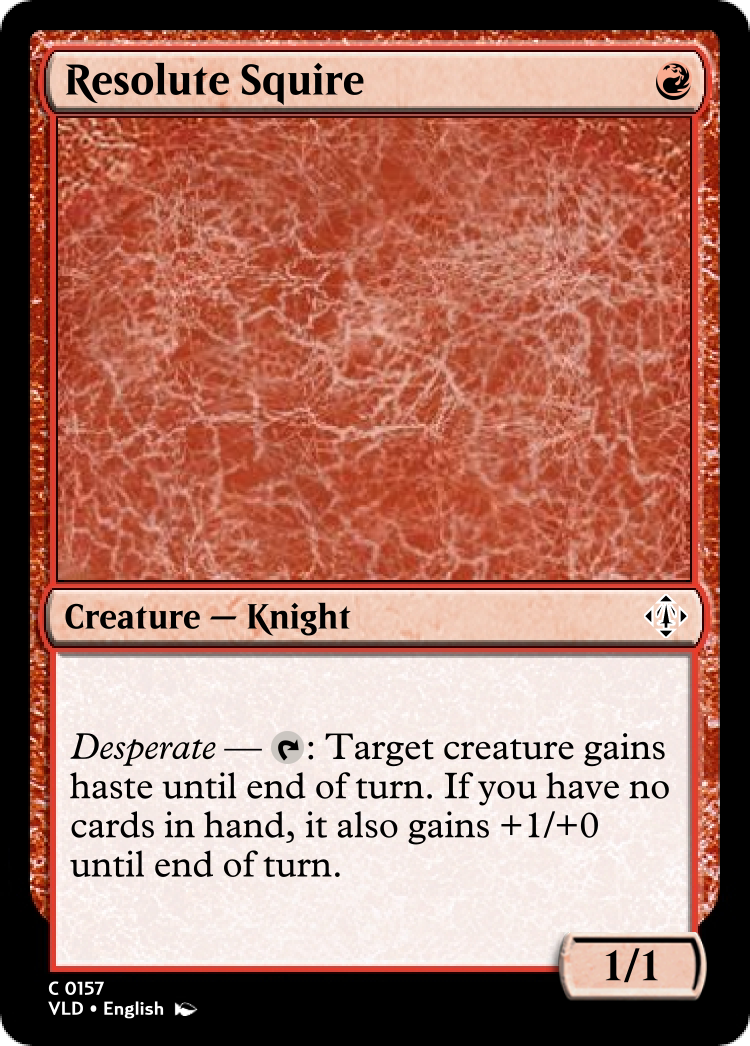 Resolute Squire
Creature — Knight
Desperate — : Target creature gains
haste until end of turn. If you have no
cards in hand, it also gains +1/+0
until end of turn.
1/1
C 0157
VLD • English